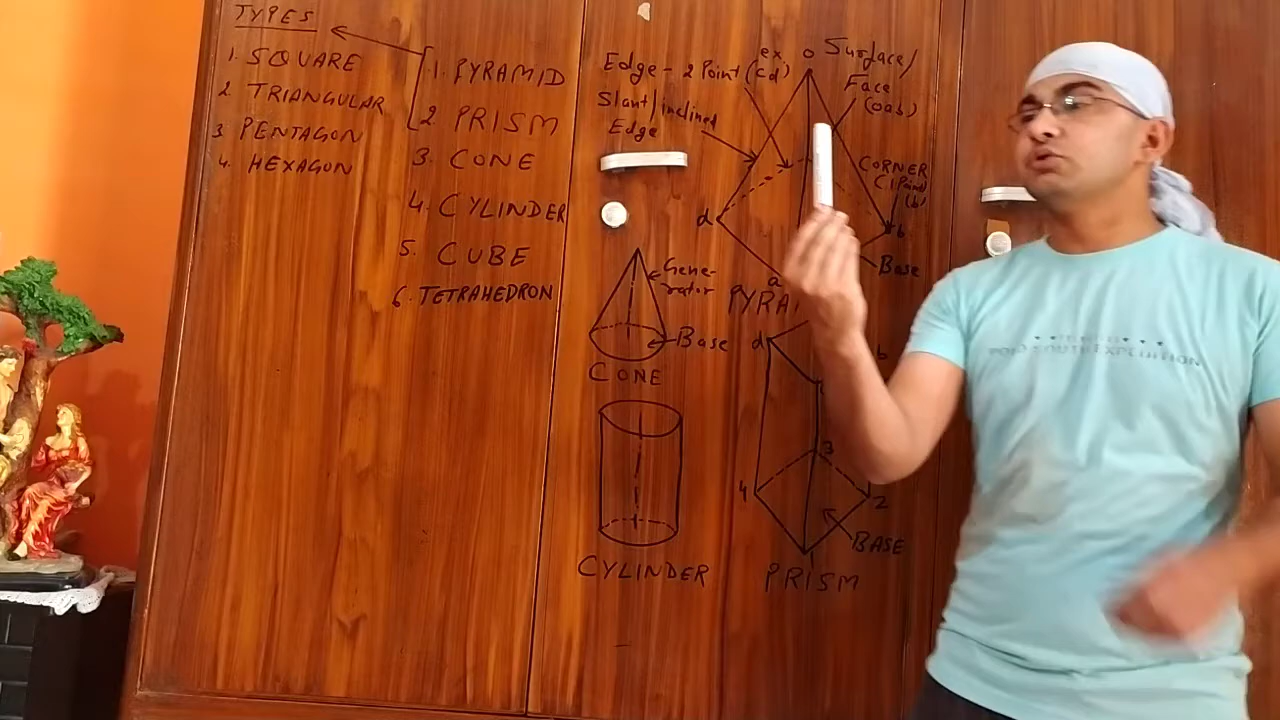 TYPES
1. SQUARE
2 TRIANGULAR
3 PENTAGON
4. HEXAGON
1. PYRAMID
2 PRISM
3. CONE
4. CYLINDER
5. CUBE
6. TETRAHEDRON
Edge - 2 Point (cd)
ex.
Slant/inclined
Edge
o
Surface/
Face
(oab)
CORNER
(1 Point)
(b)
d
b
a
Base
PYRA
Gene-
rator
Base
CONE
d
b
3
4
2
BASE
CYLINDER
PRISM